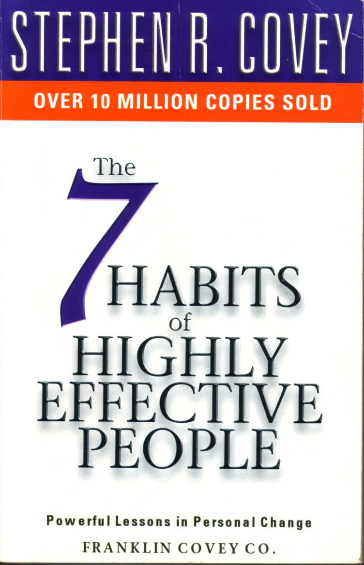 STEPHEN R. COVEY
OVER 10 MILLION COPIES SOLD
The
7
HABITS
of
HIGHLY
EFFECTIVE
PEOPLE
Powerful Lessons in Personal Change
FRANKLIN COVEY CO.